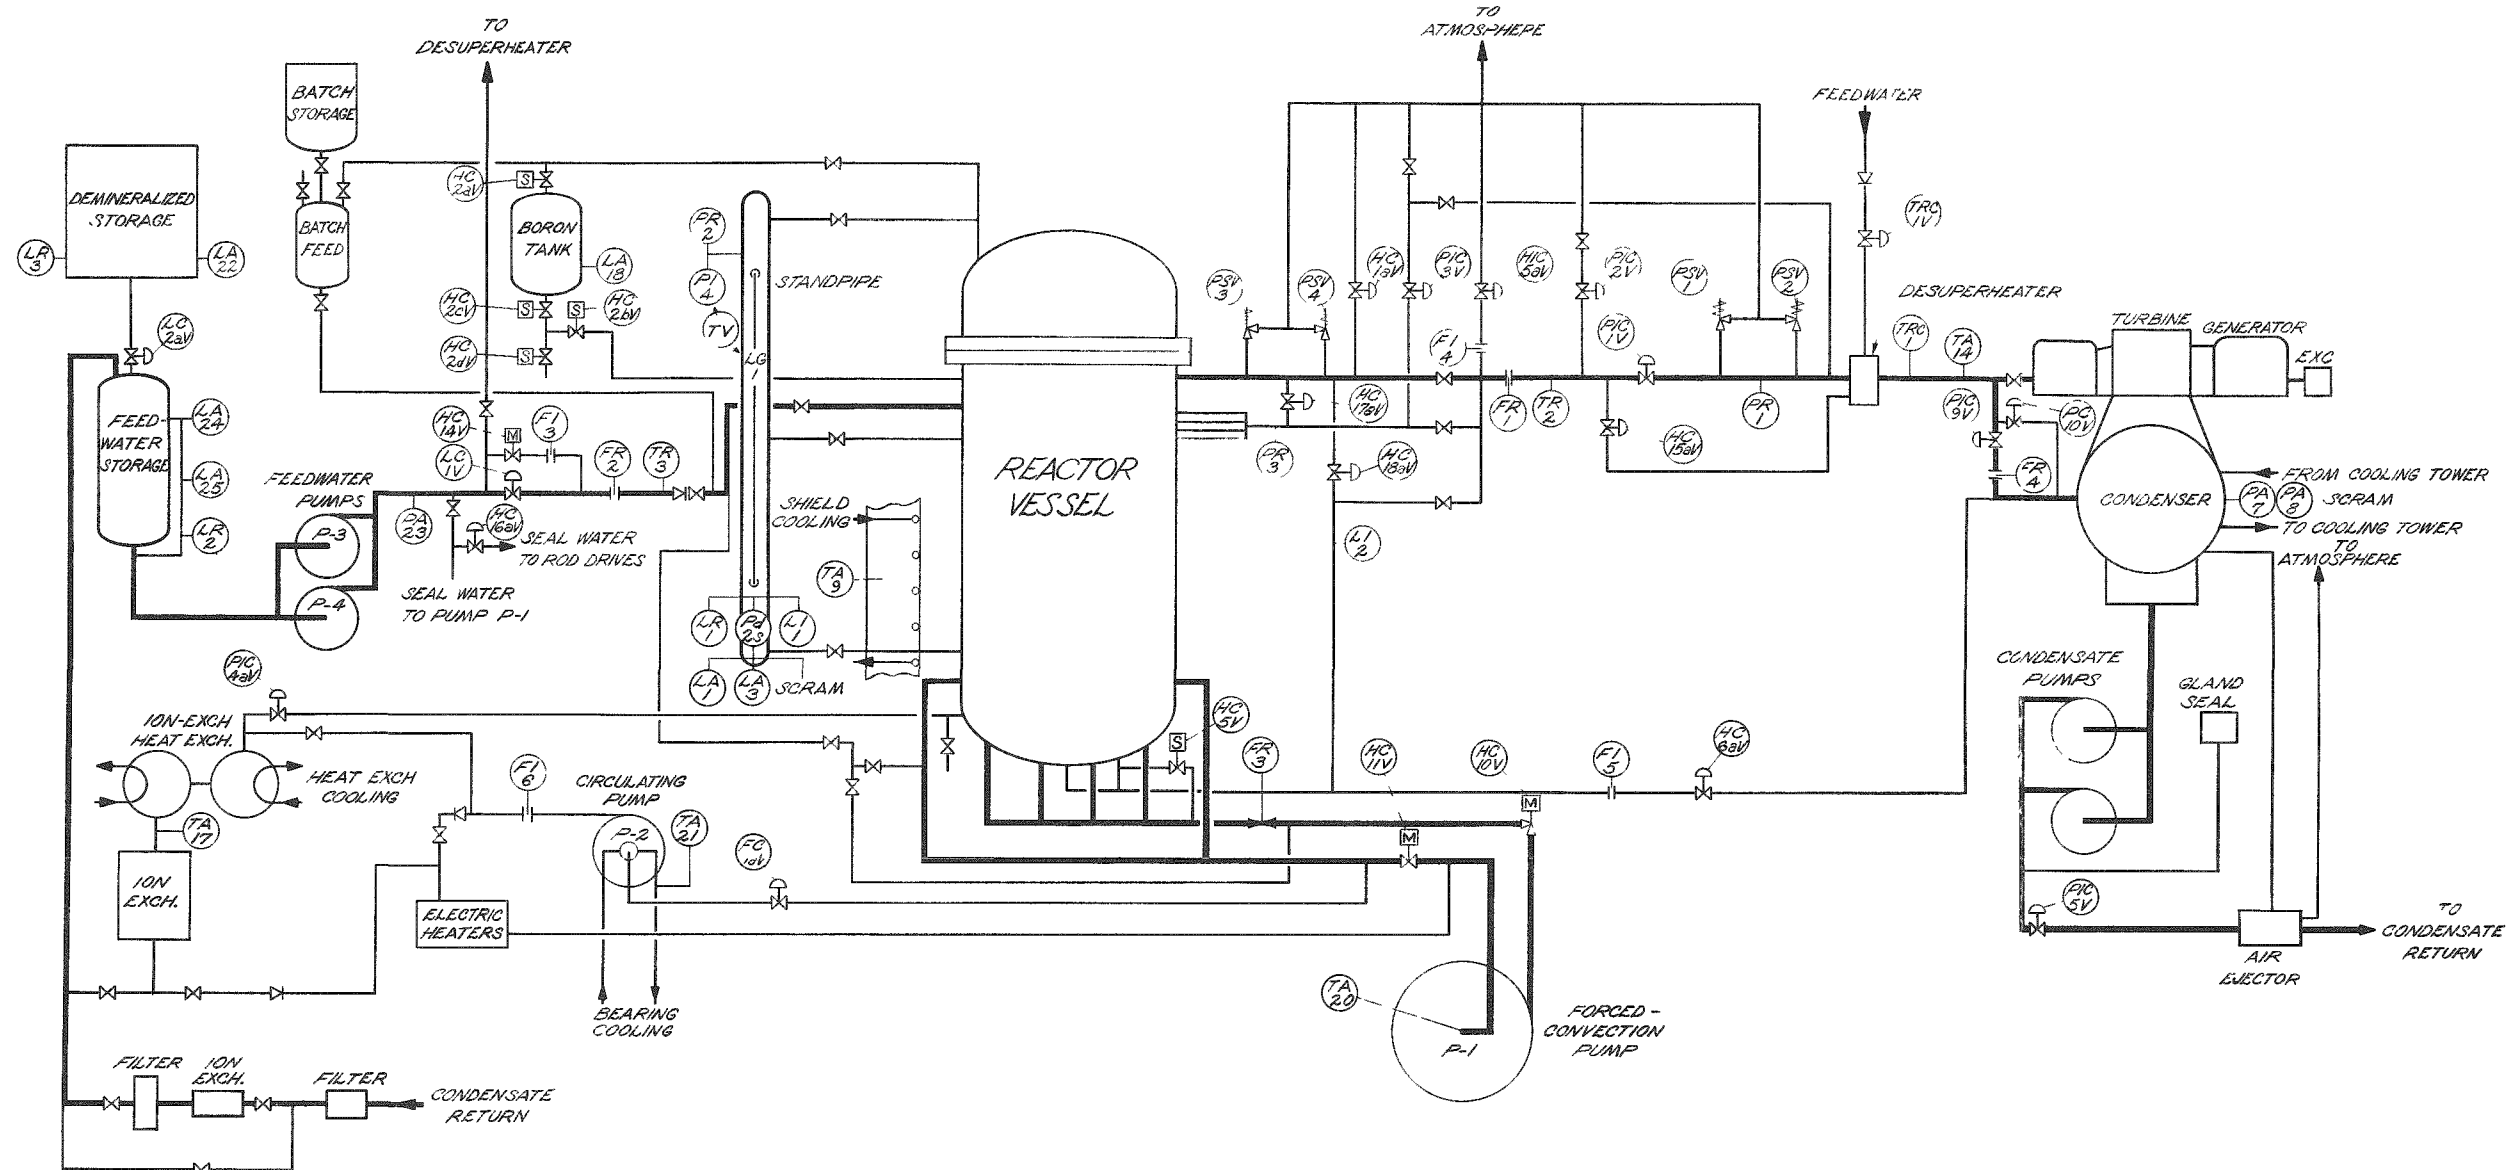 TO
DESUPERHEATER
TO
ATMOSPHERE
BATCH
STORAGE
FEEDWATER
DEMINERALIZED
STORAGE
LR
3
LA
22
HC
2aV
S
BATCH
FEED
BORON
TANK
LA
18
PR
2
PI
4
TV
LG
1
STANDPIPE
HC
2cV
S
S
HC
2bV
HC
2dV
S
LC
2aV
PSV
3
PSV
4
HC
1aV
PIC
3V
HIC
5aV
PIC
2V
PSV
1
PSV
2
TRC
1V
DESUPERHEATER
FI
4
PIC
1V
TRC
1
TA
14
TURBINE
GENERATOR
EXC
FEED-
WATER
STORAGE
LA
24
LA
25
LR
2
HC
14V
M
FI
3
LC
1V
FR
2
TR
3
FEEDWATER
PUMPS
P-3
P-4
PA
23
HC
16aV
SEAL WATER
TO ROD DRIVES
SEAL WATER
TO PUMP P-1
SHIELD
COOLING
TA
9
REACTOR
VESSEL
HC
17aV
FR
1
TR
2
PR
1
PR
3
HC
18aV
HC
15aV
LI
2
PIC
9V
PC
10V
FR
4
CONDENSER
FROM COOLING TOWER
PA
7
PA
8
SCRAM
TO COOLING TOWER
TO
ATMOSPHERE
LR
1
Pd
2S
LI
1
LA
1
LA
3
SCRAM
PIC
4aV
ION-EXCH
HEAT EXCH.
HEAT EXCH
COOLING
TA
17
FI
6
CIRCULATING
PUMP
P-2
TA
21
FC
1aV
HC
5V
S
FR
3
HC
11V
M
HC
10V
M
FI
5
HC
6aV
CONDENSATE
PUMPS
GLAND
SEAL
ION
EXCH.
ELECTRIC
HEATERS
BEARING
COOLING
TA
20
P-1
FORCED-
CONVECTION
PUMP
PIC
5V
AIR
EJECTOR
TO
CONDENSATE
RETURN
FILTER
ION
EXCH.
FILTER
CONDENSATE
RETURN